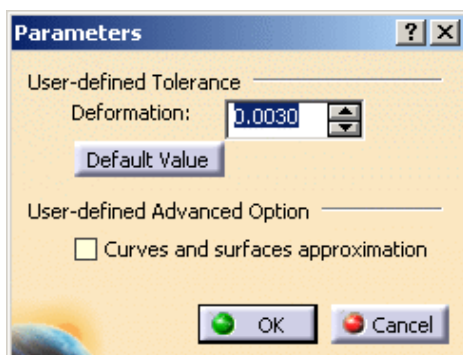 Parameters
User-defined Tolerance
Deformation: 0.0030
Default Value
User-defined Advanced Option
Curves and surfaces approximation
OK Cancel